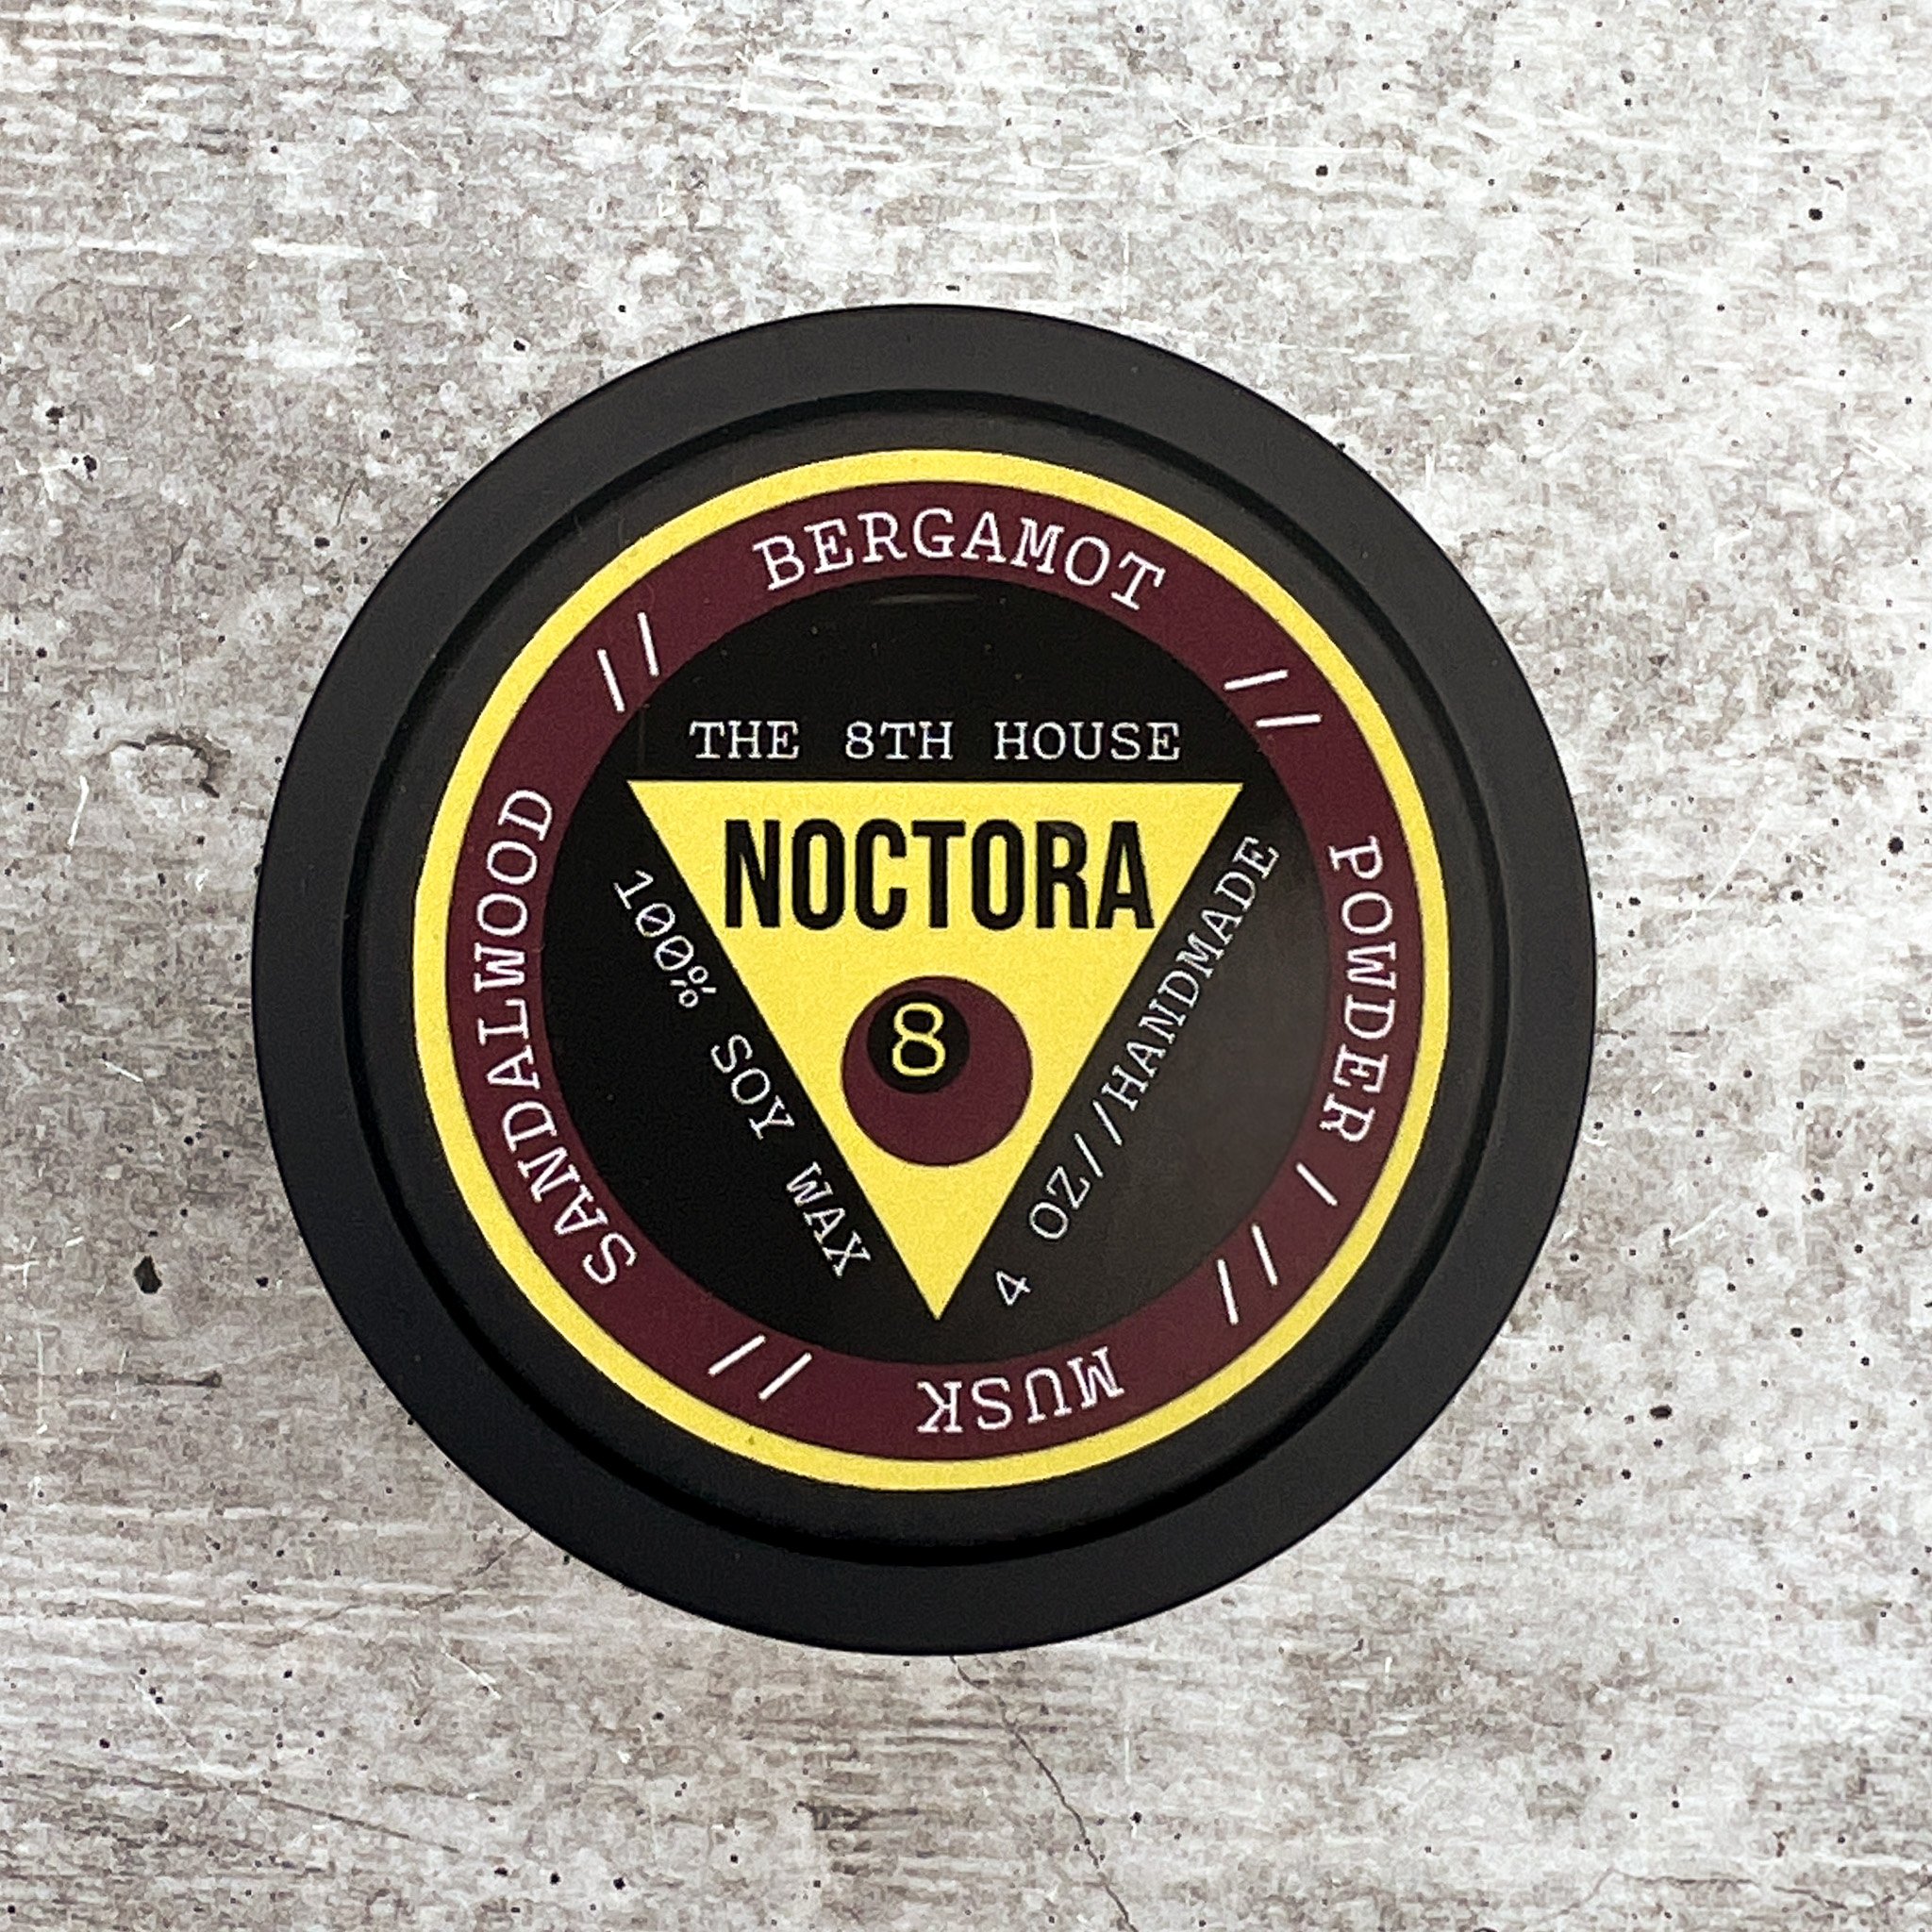 BERGAMOT // POWDER / // MUSK // SANDALWOOD //
THE 8TH HOUSE
NOCTORA
8
100% SOY WAX
4 OZ//HANDMADE